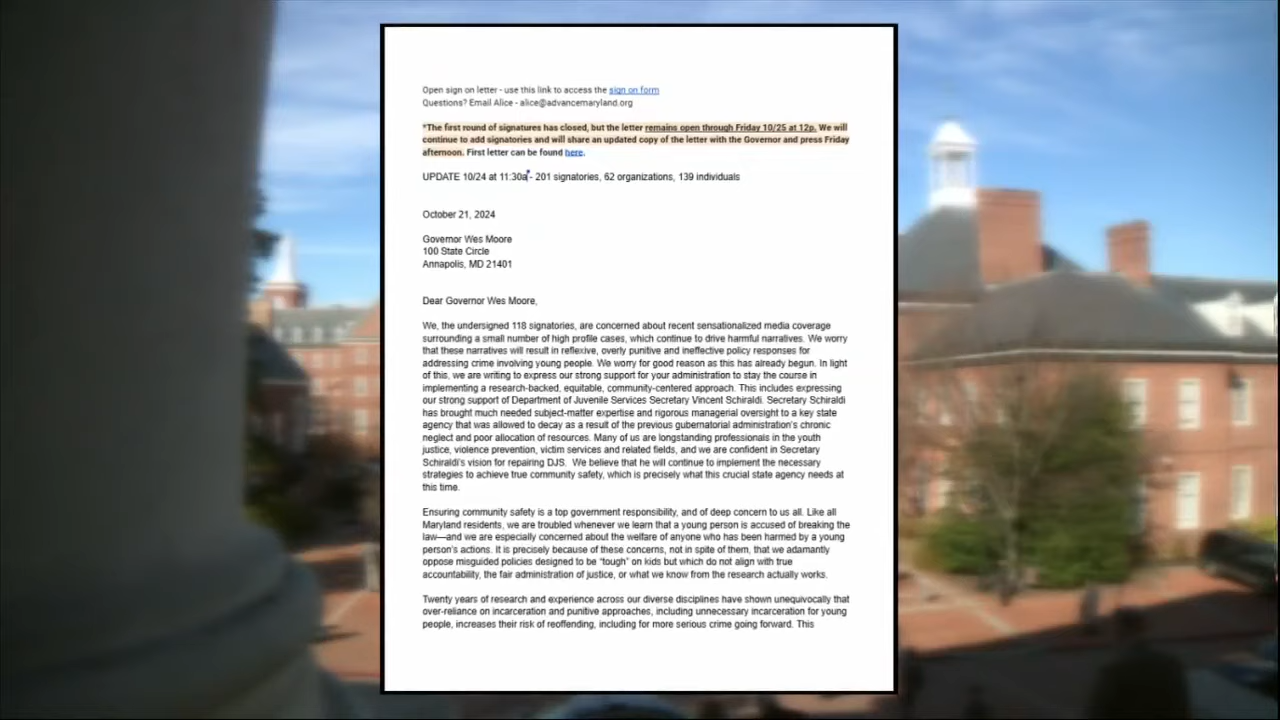 Open sign on letter - use this link to access the sign on form
Questions? Email Alice - alice@advancemaryland.org
*The first round of signatures has closed, but the letter remains open through Friday 10/25 at 12p. We will
continue to add signatories and will share an updated copy of the letter with the Governor and press Friday
afternoon. First letter can be found here.
UPDATE 10/24 at 11:30a - 201 signatories, 62 organizations, 139 individuals
October 21, 2024
Governor Wes Moore
100 State Circle
Annapolis, MD 21401
Dear Governor Wes Moore,
We, the undersigned 118 signatories, are concerned about recent sensationalized media coverage
surrounding a small number of high profile cases, which continue to drive harmful narratives. We worry
that these narratives will result in reflexive, overly punitive and ineffective policy responses for
addressing crime involving young people. We worry for good reason as this has already begun. In light
of this, we are writing to express our strong support for your administration to stay the course in
implementing a research-backed, equitable, community-centered approach. This includes expressing
our strong support of Department of Juvenile Services Secretary Vincent Schiraldi. Secretary Schiraldi
has brought much needed subject-matter expertise and rigorous managerial oversight to a key state
agency that was allowed to decay as a result of the previous gubernatorial administration's chronic
neglect and poor allocation of resources. Many of us are longstanding professionals in the youth
justice, violence prevention, victim services and related fields, and we are confident in Secretary
Schiraldi's vision for repairing DJS. We believe that he will continue to implement the necessary
strategies to achieve true community safety, which is precisely what this crucial state agency needs at
this time.
Ensuring community safety is a top government responsibility, and of deep concern to us all. Like all
Maryland residents, we are troubled whenever we learn that a young person is accused of breaking the
law—and we are especially concerned about the welfare of anyone who has been harmed by a young
person's actions. It is precisely because of these concerns, not in spite of them, that we adamantly
oppose misguided policies designed to be "tough" on kids but which do not align with true
accountability, the fair administration of justice, or what we know from the research actually works.
Twenty years of research and experience across our diverse disciplines have shown unequivocally that
over-reliance on incarceration and punitive approaches, including unnecessary incarceration for young
people, increases their risk of reoffending, including for more serious crime going forward. This